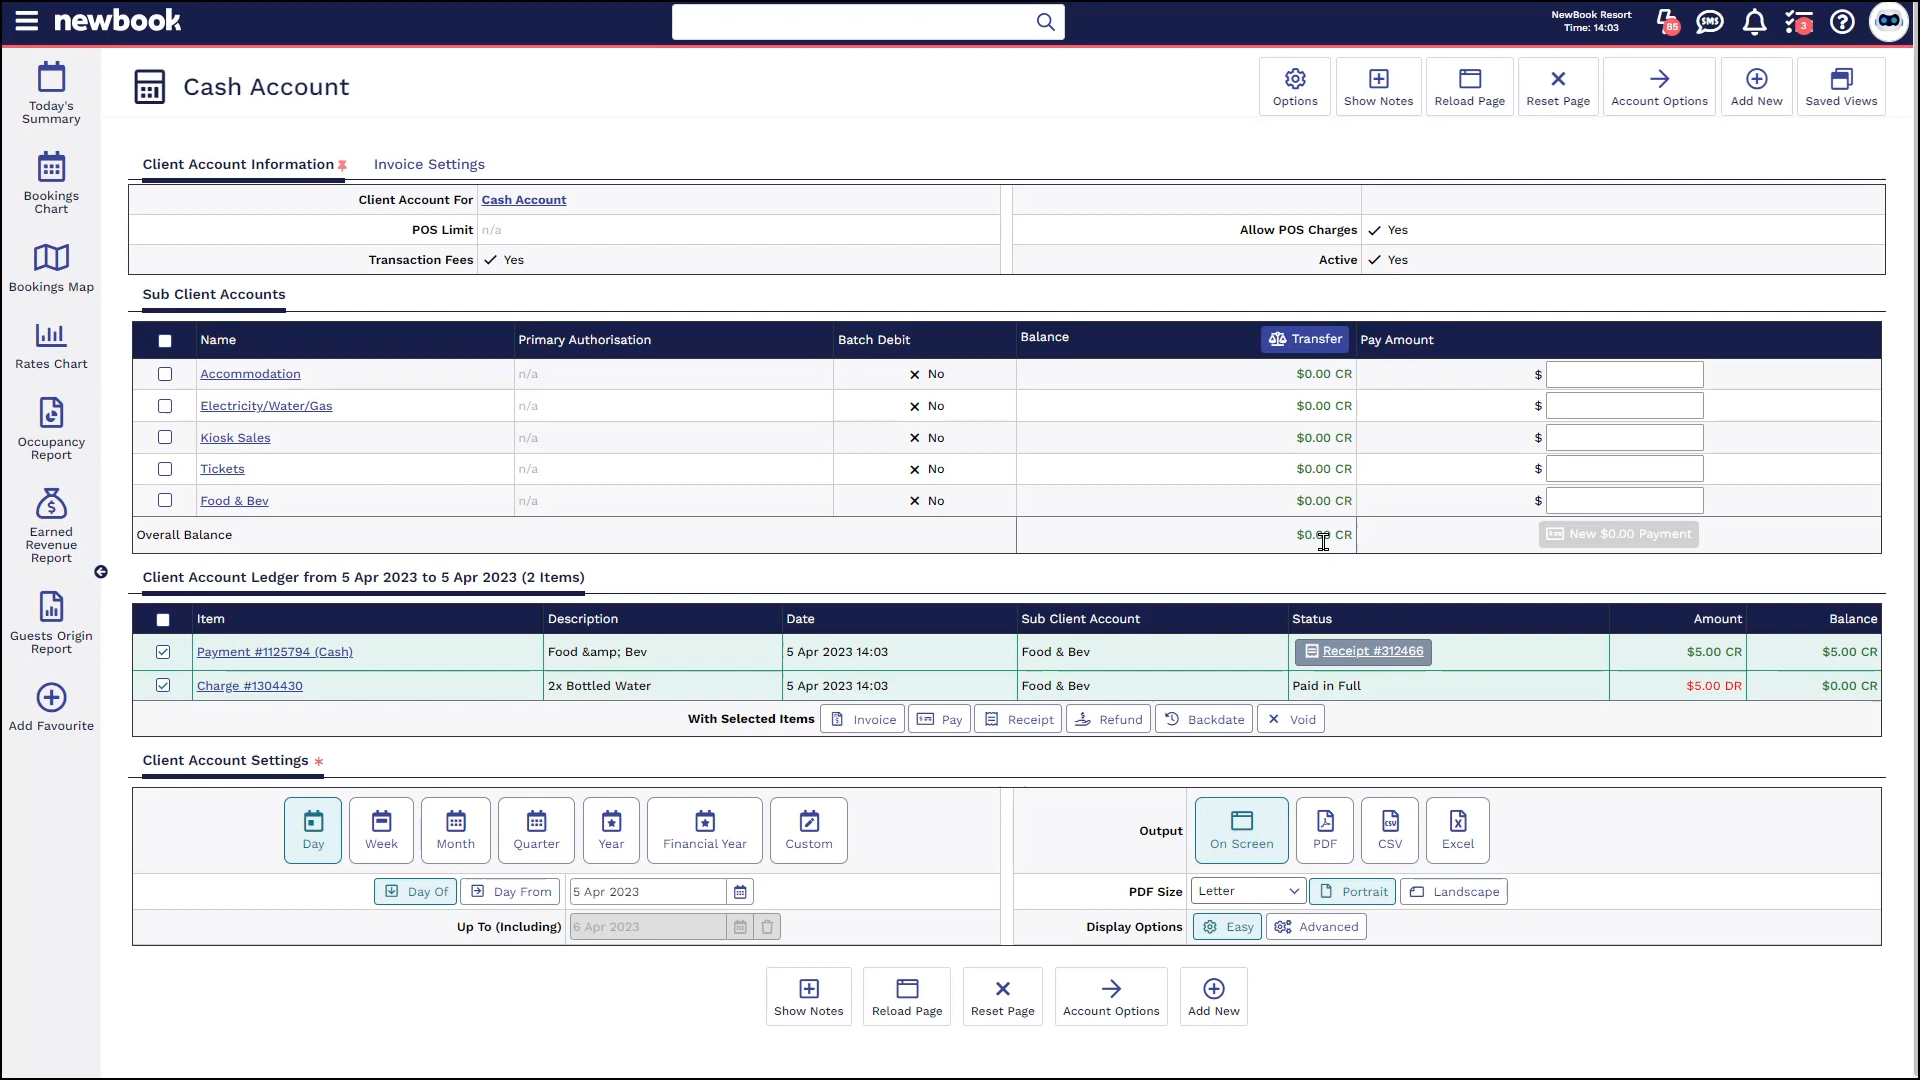 newbook
NewBook Resort
Time: 14:03
85
SMS
3
Today's Summary
Bookings Chart
Bookings Map
Rates Chart
Occupancy Report
Earned Revenue Report
Guests Origin Report
Add Favourite
Cash Account
Options
Show Notes
Reload Page
Reset Page
Account Options
Add New
Saved Views
Client Account Information
Invoice Settings
Client Account For Cash Account
POS Limit n/a Allow POS Charges Yes
Transaction Fees Yes Active Yes
Sub Client Accounts
Name Primary Authorisation Batch Debit Balance Transfer Pay Amount
Accommodation n/a No $0.00 CR $
Electricity/Water/Gas n/a No $0.00 CR $
Kiosk Sales n/a No $0.00 CR $
Tickets n/a No $0.00 CR $
Food & Bev n/a No $0.00 CR $
Overall Balance $0.00 CR New $0.00 Payment
Client Account Ledger from 5 Apr 2023 to 5 Apr 2023 (2 Items)
Item Description Date Sub Client Account Status Amount Balance
Payment #1125794 (Cash) Food &amp; Bev 5 Apr 2023 14:03 Food & Bev Receipt #312466 $5.00 CR $5.00 CR
Charge #1304430 2x Bottled Water 5 Apr 2023 14:03 Food & Bev Paid in Full $5.00 DR $0.00 CR
With Selected Items Invoice Pay Receipt Refund Backdate Void
Client Account Settings *
Day Week Month Quarter Year Financial Year Custom
Output On Screen PDF CSV Excel
Day Of Day From 5 Apr 2023
PDF Size Letter Portrait Landscape
Up To (Including) 6 Apr 2023
Display Options Easy Advanced
Show Notes
Reload Page
Reset Page
Account Options
Add New